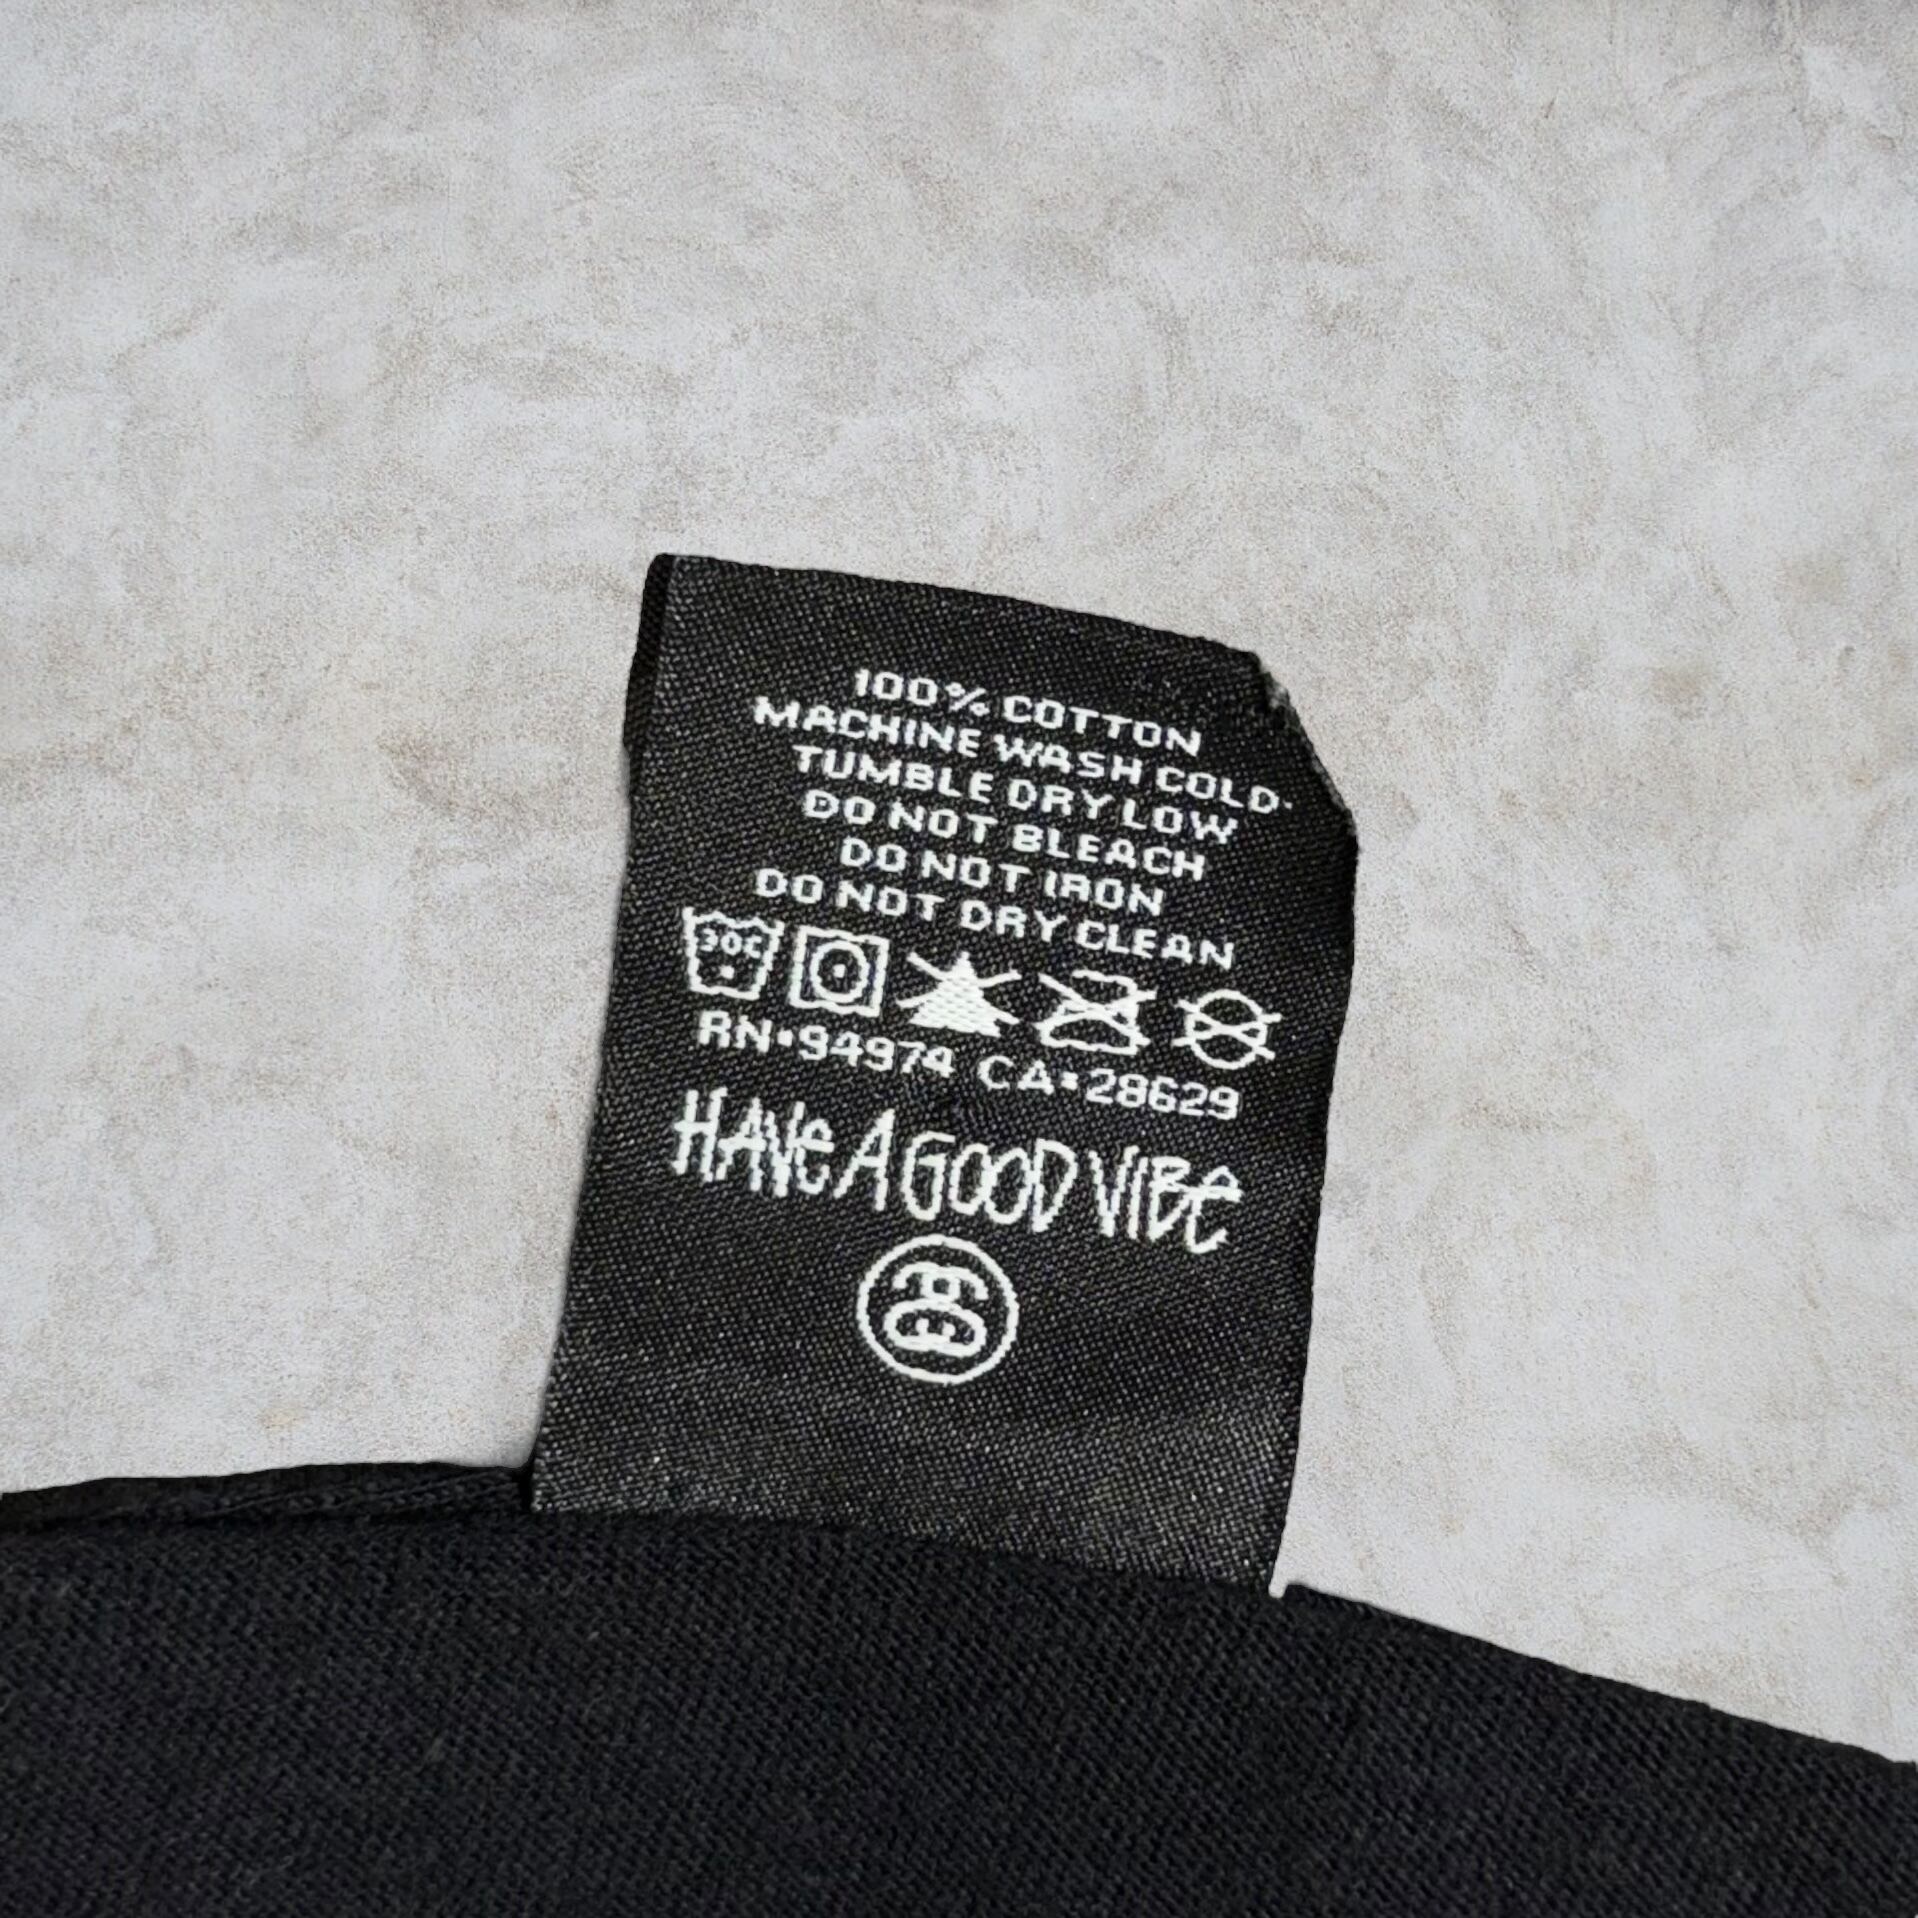 100% COTTON
MACHINE WASH COLD
TUMBLE DRY LOW
DO NOT BLEACH
DO NOT IRON
DO NOT DRY CLEAN
30C
RN•94974 CA•28629
HAVE A GOOD VIBE